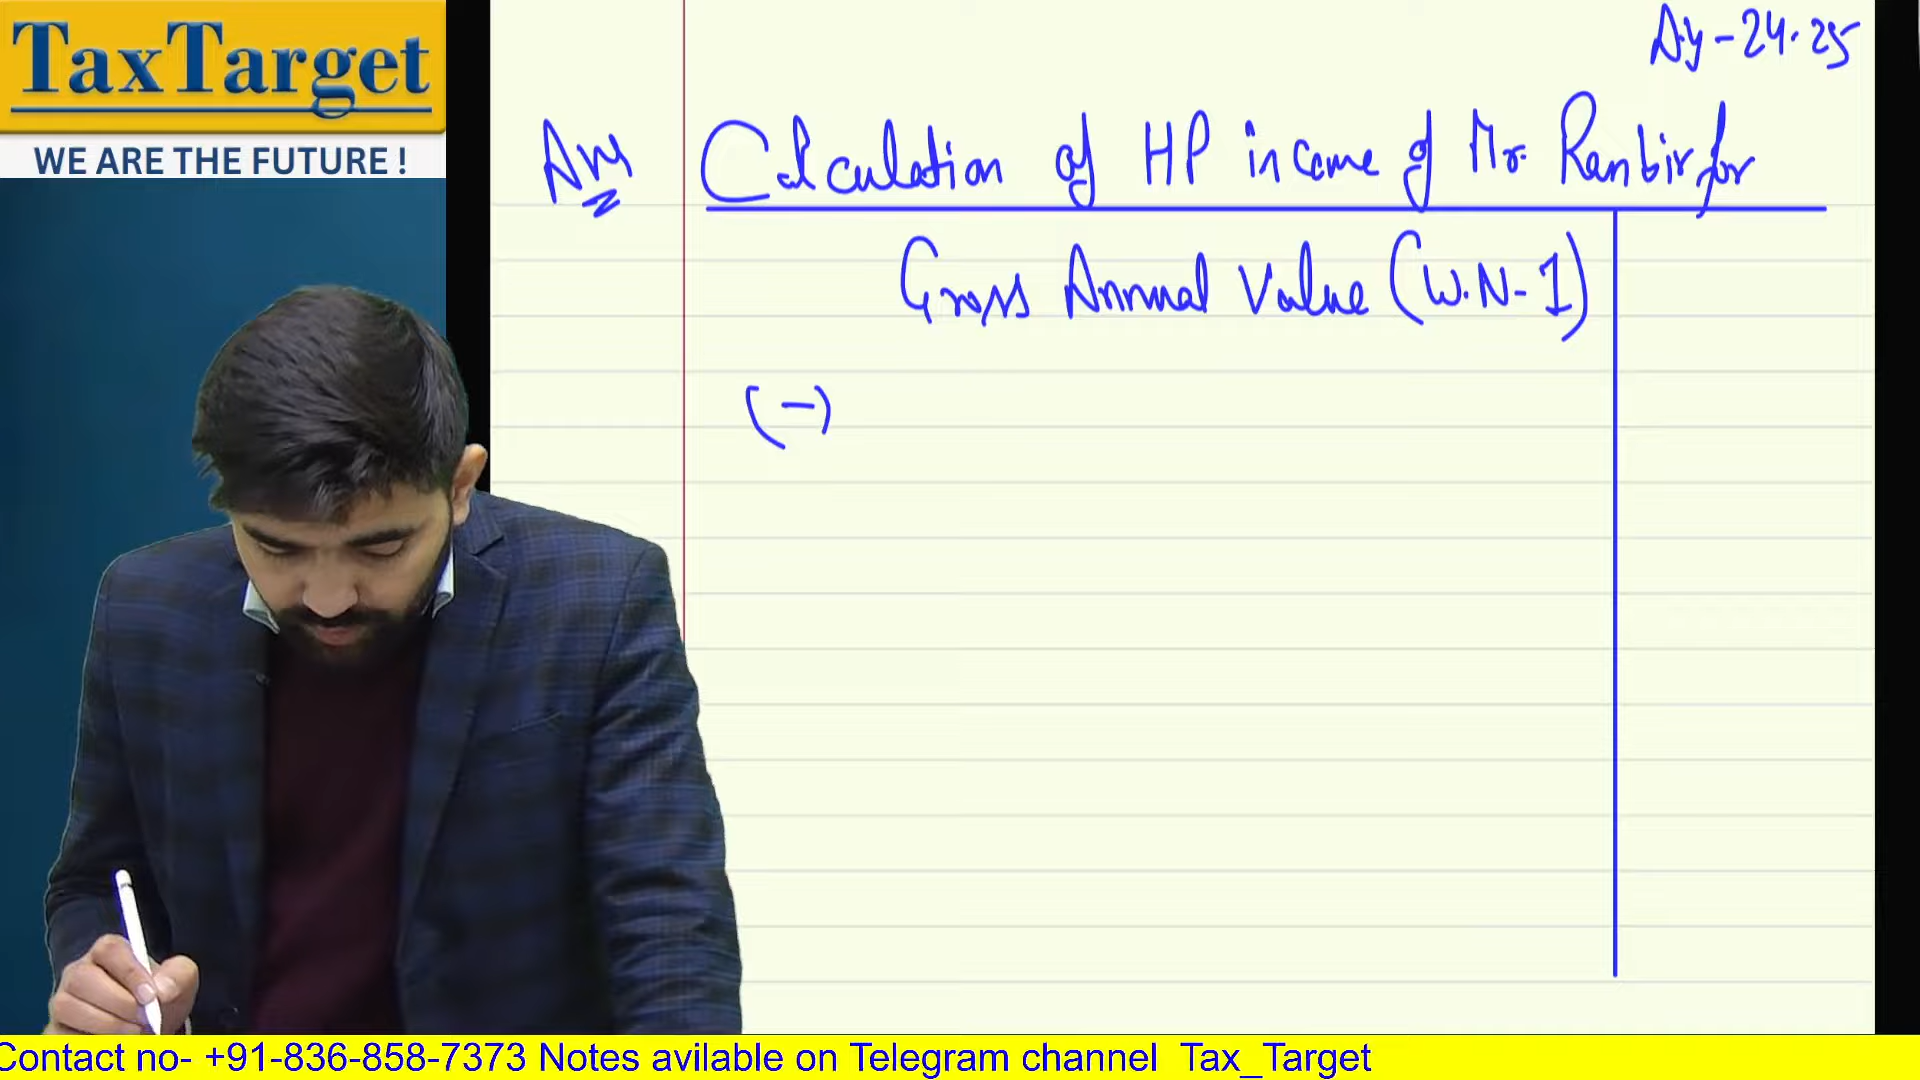 TaxTarget
WE ARE THE FUTURE !
Ay - 24-25
Ans Calculation of HP income of Mr. Ranbir for
Gross Annual Value (W.N-1)
(-)
Contact no- +91-836-858-7373 Notes avilable on Telegram channel Tax_Target